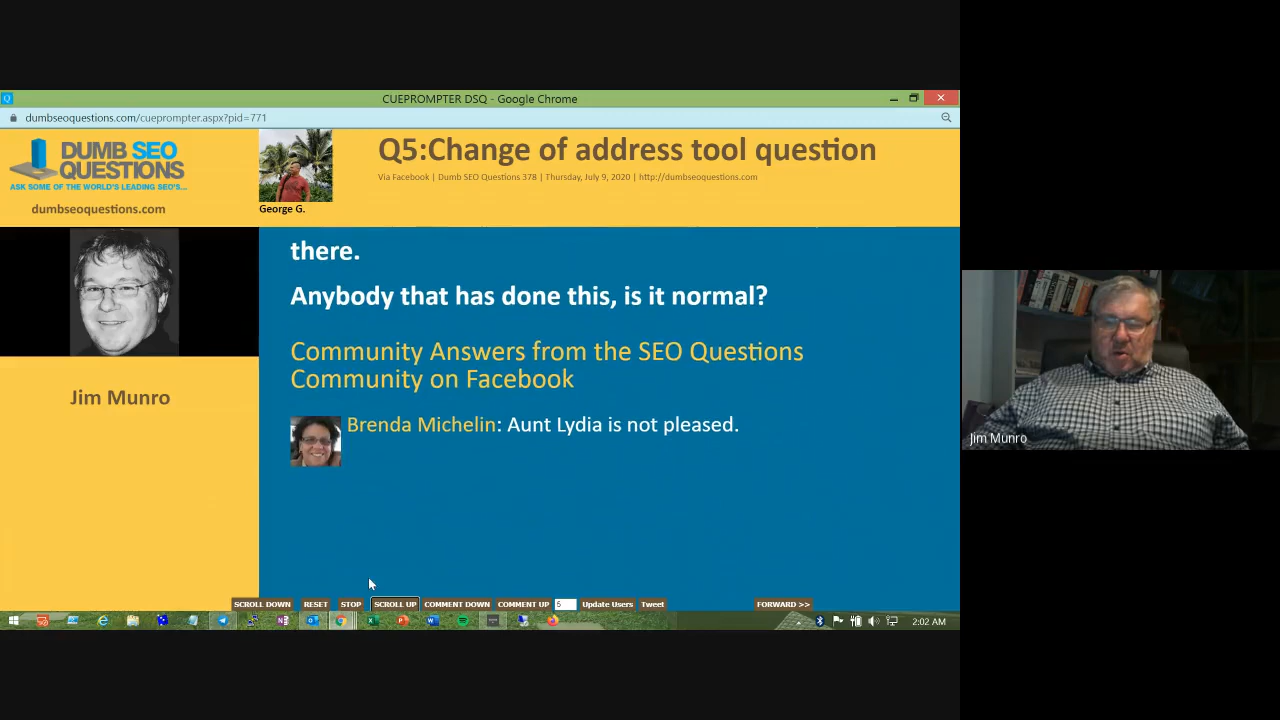 CUEPROMPTER DSQ - Google Chrome
dumbseoquestions.com/cueprompter.aspx?pid=771
DUMB SEO
QUESTIONS
ASK SOME OF THE WORLD'S LEADING SEO'S...
dumbseoquestions.com
George G.
Q5:Change of address tool question
Via Facebook | Dumb SEO Questions 378 | Thursday, July 9, 2020 | http://dumbseoquestions.com
Jim Munro
there.
Anybody that has done this, is it normal?
Community Answers from the SEO Questions
Community on Facebook
Brenda Michelin: Aunt Lydia is not pleased.
Jim Munro
SCROLL DOWN RESET STOP SCROLL UP COMMENT DOWN COMMENT UP 5 Update Users Tweet FORWARD >>
2:02 AM